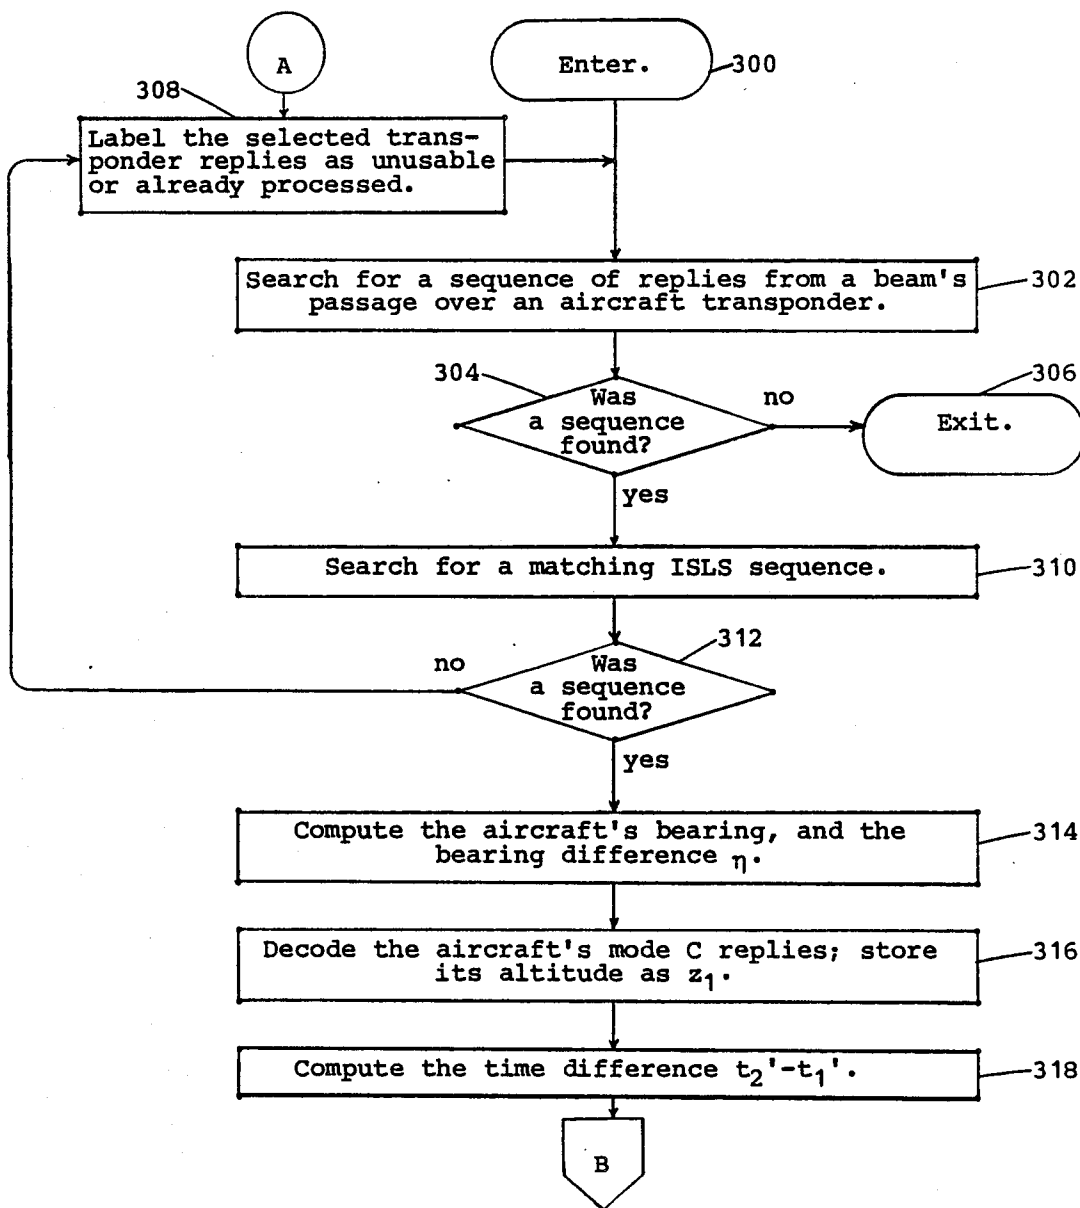 A
Enter.
300
308
Label the selected trans-
ponder replies as unusable
or already processed.
Search for a sequence of replies from a beam's
passage over an aircraft transponder.
302
304
Was
a sequence
found?
no
306
Exit.
yes
Search for a matching ISLS sequence.
310
312
no
Was
a sequence
found?
yes
Compute the aircraft's bearing, and the
bearing difference η.
314
Decode the aircraft's mode C replies; store
its altitude as z₁.
316
Compute the time difference t₂'-t₁'.
318
B